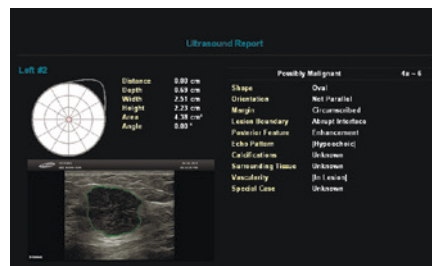 Ultrasound Report
Left #2
Distance 0.00 cm
Depth 0.69 cm
Width 2.51 cm
Height 2.23 cm
Area 4.38 cm²
Angle 0.00 °
Possibly Malignant 4a - 5
Shape Oval
Orientation Not Parallel
Margin Circumscribed
Lesion Boundary Abrupt Interface
Posterior Feature Enhancement
Echo Pattern [Hypoechoic]
Calcifications Unknown
Surrounding Tissue Unknown
Vascularity [In Lesion]
Special Case Unknown
SAMSUNG